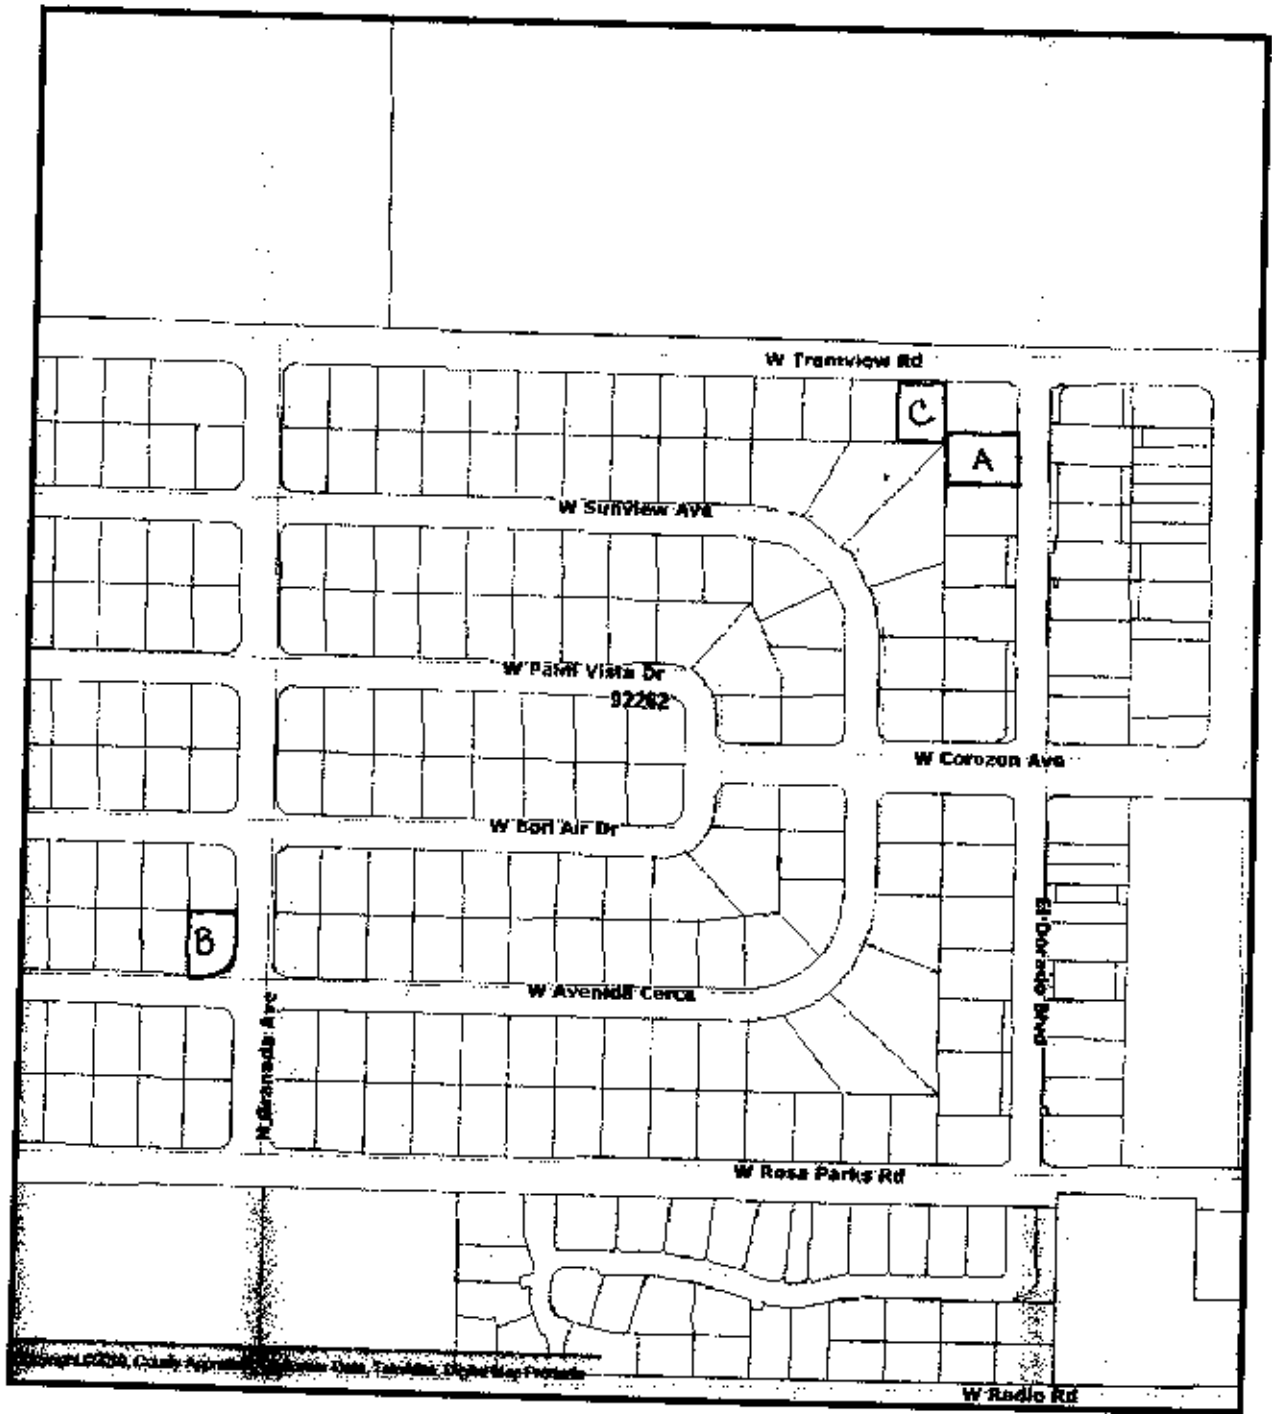 W Tramview Rd
C
A
W Sunview Ave
W Palm Vista Dr
92262
W Corozon Ave
W Bon Air Dr
B
El Dorado Blvd
W Avenida Cerca
N Granada Ave
W Rosa Parks Rd
W Radio Rd